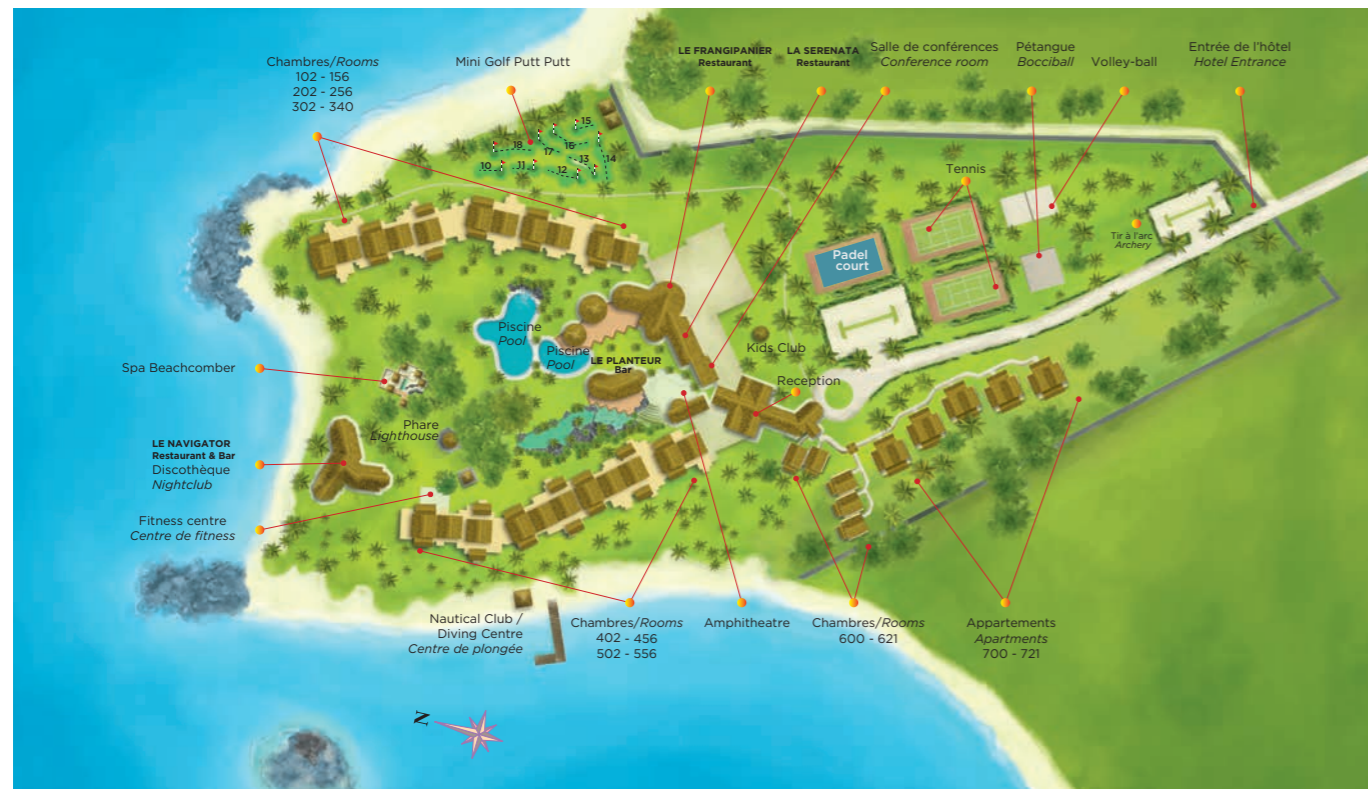 Chambres/Rooms
102 - 156
202 - 256
302 - 340
Mini Golf Putt Putt
LE FRANGIPANIER
Restaurant
LA SERENATA
Restaurant
Salle de conférences
Conference room
Pétangue
Bocciball
Volley-ball
Entrée de l'hôtel
Hotel Entrance
15
18
16
17
10
11
12
13
14
Tennis
Tir à l'arc
Archery
Padel
court
Piscine
Pool
Piscine
Pool
LE PLANTEUR
Bar
Kids Club
Reception
Spa Beachcomber
Phare
Lighthouse
LE NAVIGATOR
Restaurant & Bar
Discothèque
Nightclub
Fitness centre
Centre de fitness
Nautical Club /
Diving Centre
Centre de plongée
Chambres/Rooms
402 - 456
502 - 556
Amphitheatre
Chambres/Rooms
600 - 621
Appartements
Apartments
700 - 721
N